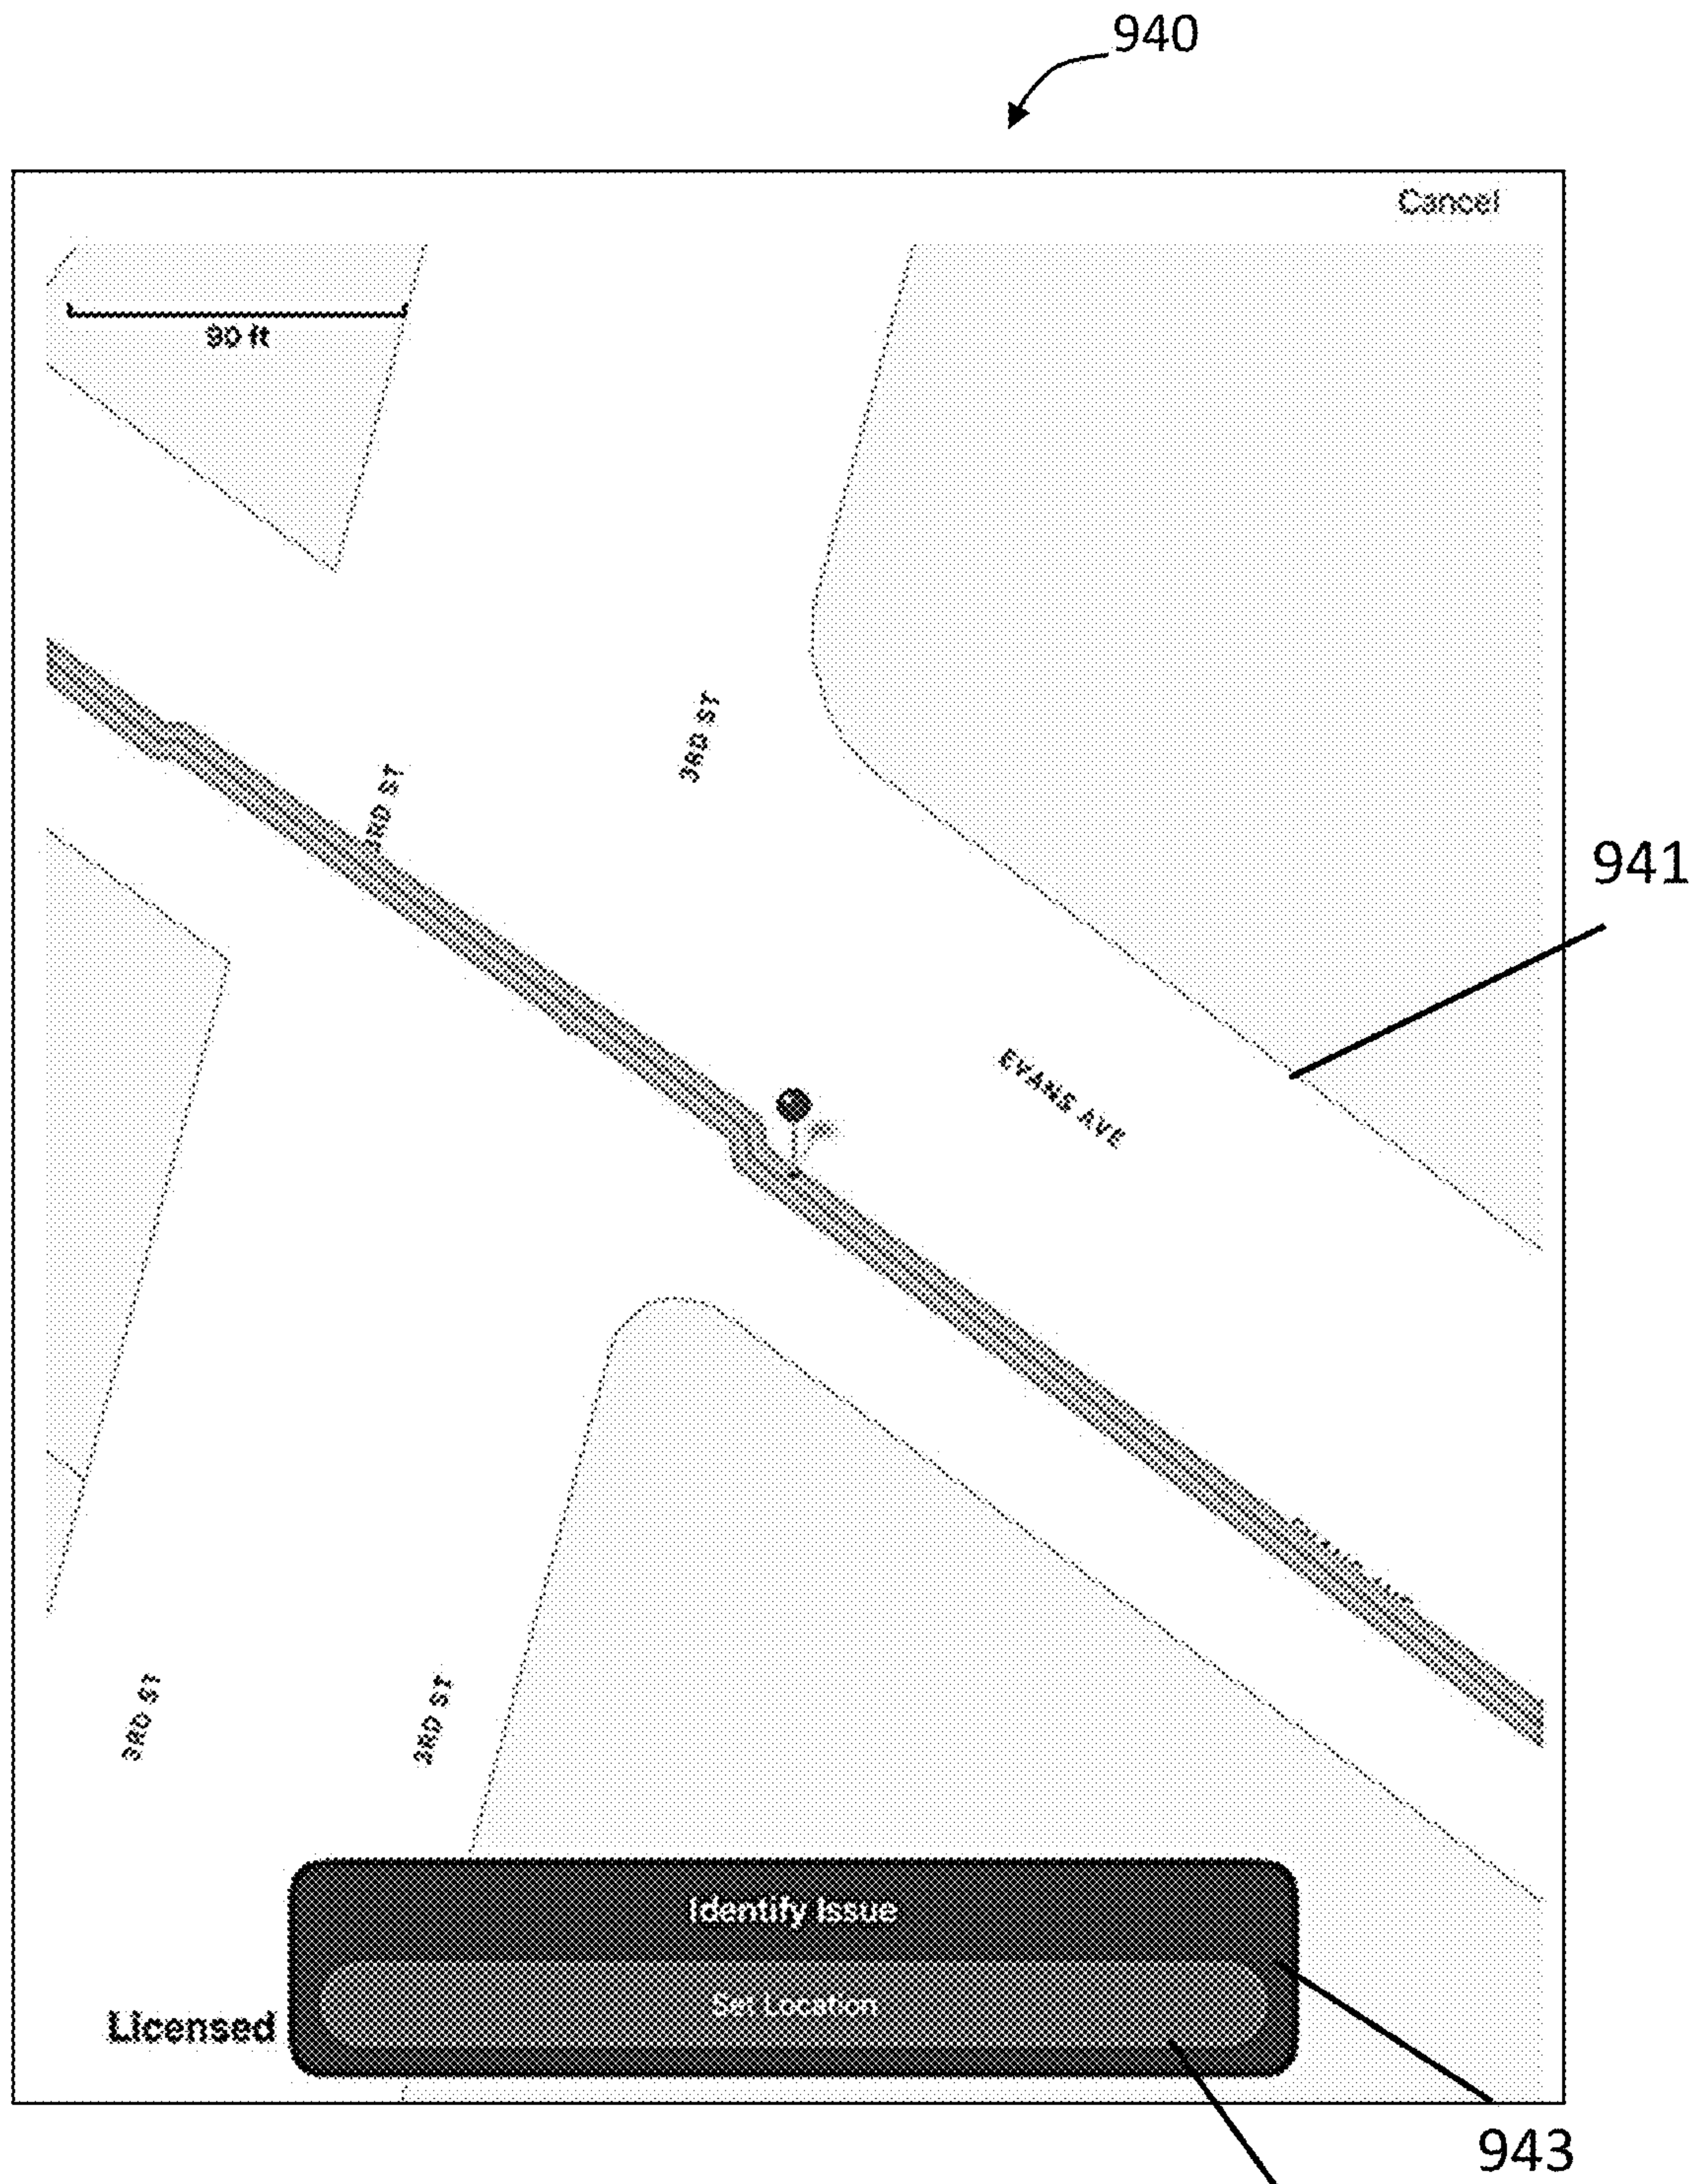 940
Cancel
90 ft
3RD ST
3RD ST
941
EVANS AVE
3RD ST
3RD ST
Identify Issue
Set Location
Licensed
943